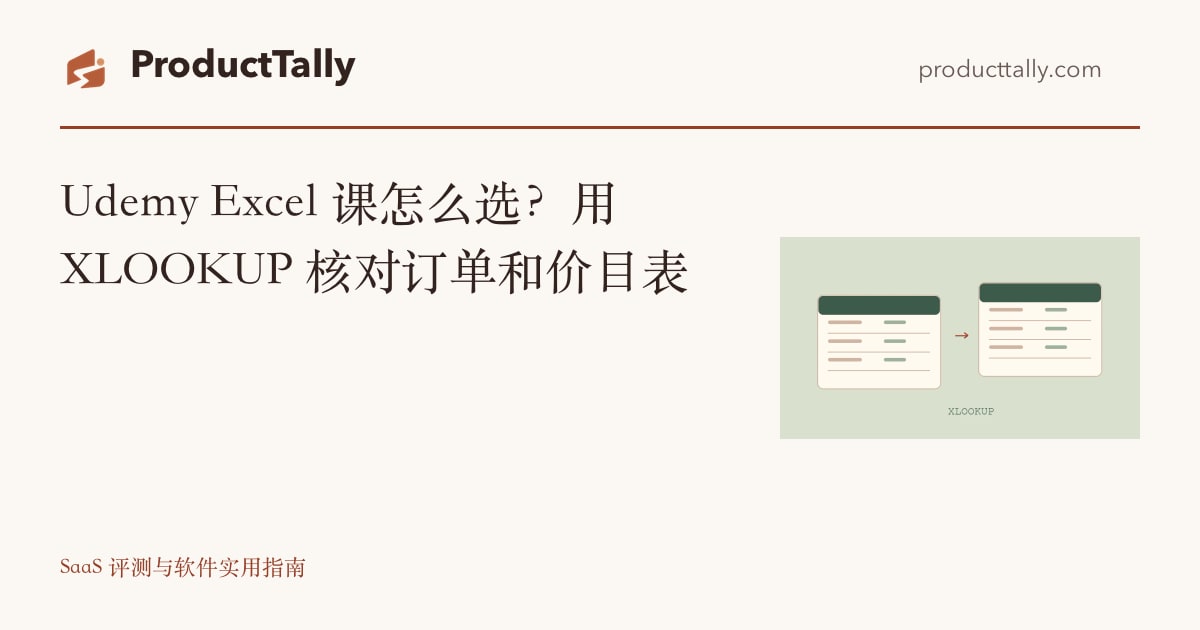 ProductTally
producttally.com
Udemy Excel 课怎么选？用
XLOOKUP 核对订单和价目表
XLOOKUP
SaaS 评测与软件实用指南